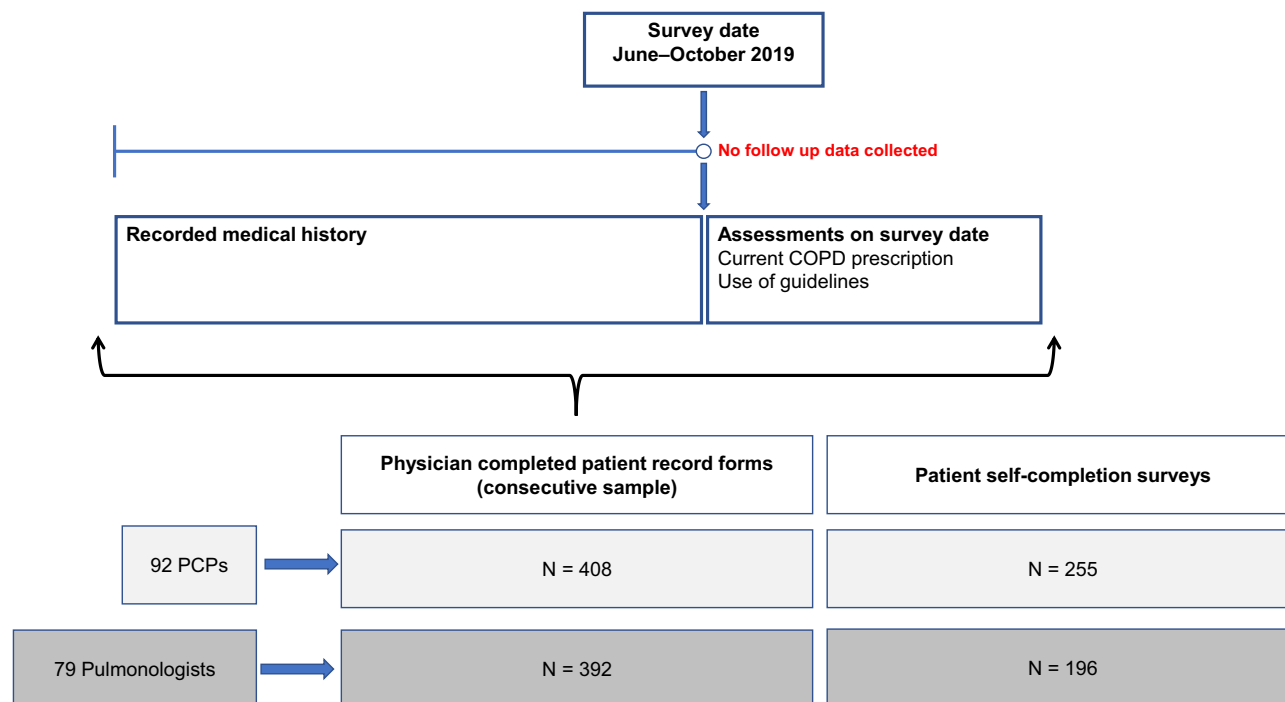 Survey date
June–October 2019
No follow up data collected
Recorded medical history
Assessments on survey date
Current COPD prescription
Use of guidelines
Physician completed patient record forms
(consecutive sample)
Patient self-completion surveys
92 PCPs
N = 408
N = 255
79 Pulmonologists
N = 392
N = 196